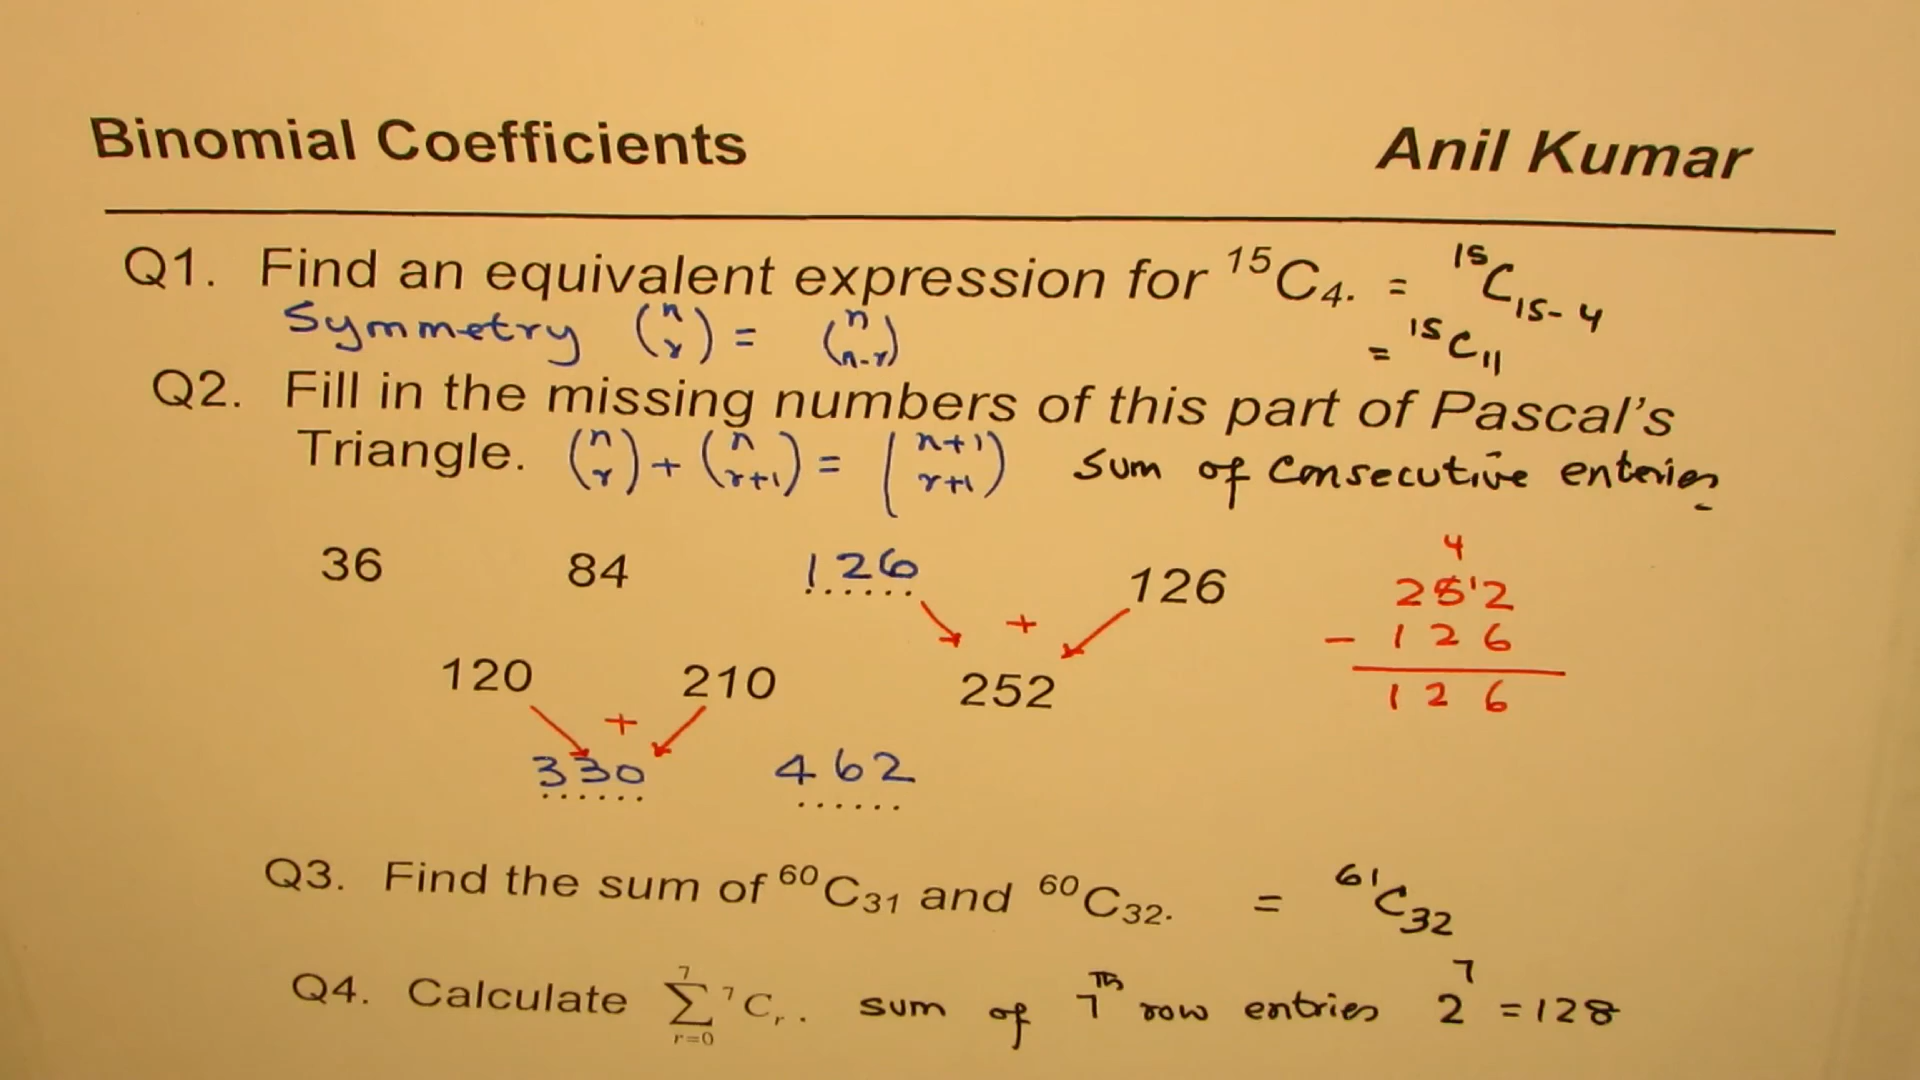 Binomial Coefficients Anil Kumar
Q1. Find an equivalent expression for ¹⁵C₄. = ¹⁵C₁₅₋₄
Symmetry (n r) = (n n-r) = ¹⁵C₁₁
Q2. Fill in the missing numbers of this part of Pascal's
Triangle. (n r) + (n r+1) = (n+1 r+1) Sum of Consecutive enteries
4
36 84 126 126 252
+ - 126
120 210 252 126
+
330 462
Q3. Find the sum of ⁶⁰C₃₁ and ⁶⁰C₃₂. = ⁶¹C₃₂
Q4. Calculate ∑⁷ᵣ₌₀ ⁷Cᵣ. sum of 7ᵀʰ row entries 2⁷ = 128